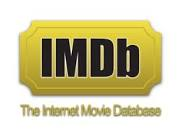 IMDb
The Internet Movie Database